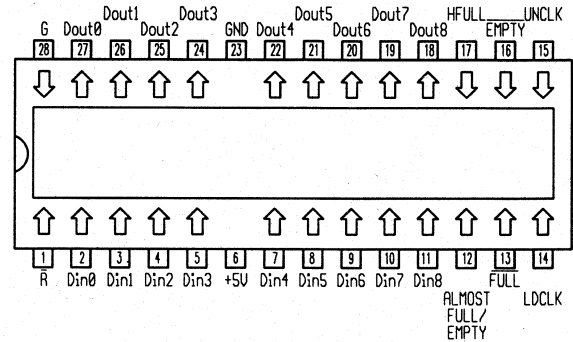 Dout1 Dout3 Dout5 Dout7 HFULL UNCLK
G Dout0 Dout2 GND Dout4 Dout6 Dout8 EMPTY
28 27 26 25 24 23 22 21 20 19 18 17 16 15
1 2 3 4 5 6 7 8 9 10 11 12 13 14
R Din0 Din1 Din2 Din3 +5V Din4 Din5 Din6 Din7 Din8 FULL
ALMOST LDCLK
FULL/
EMPTY